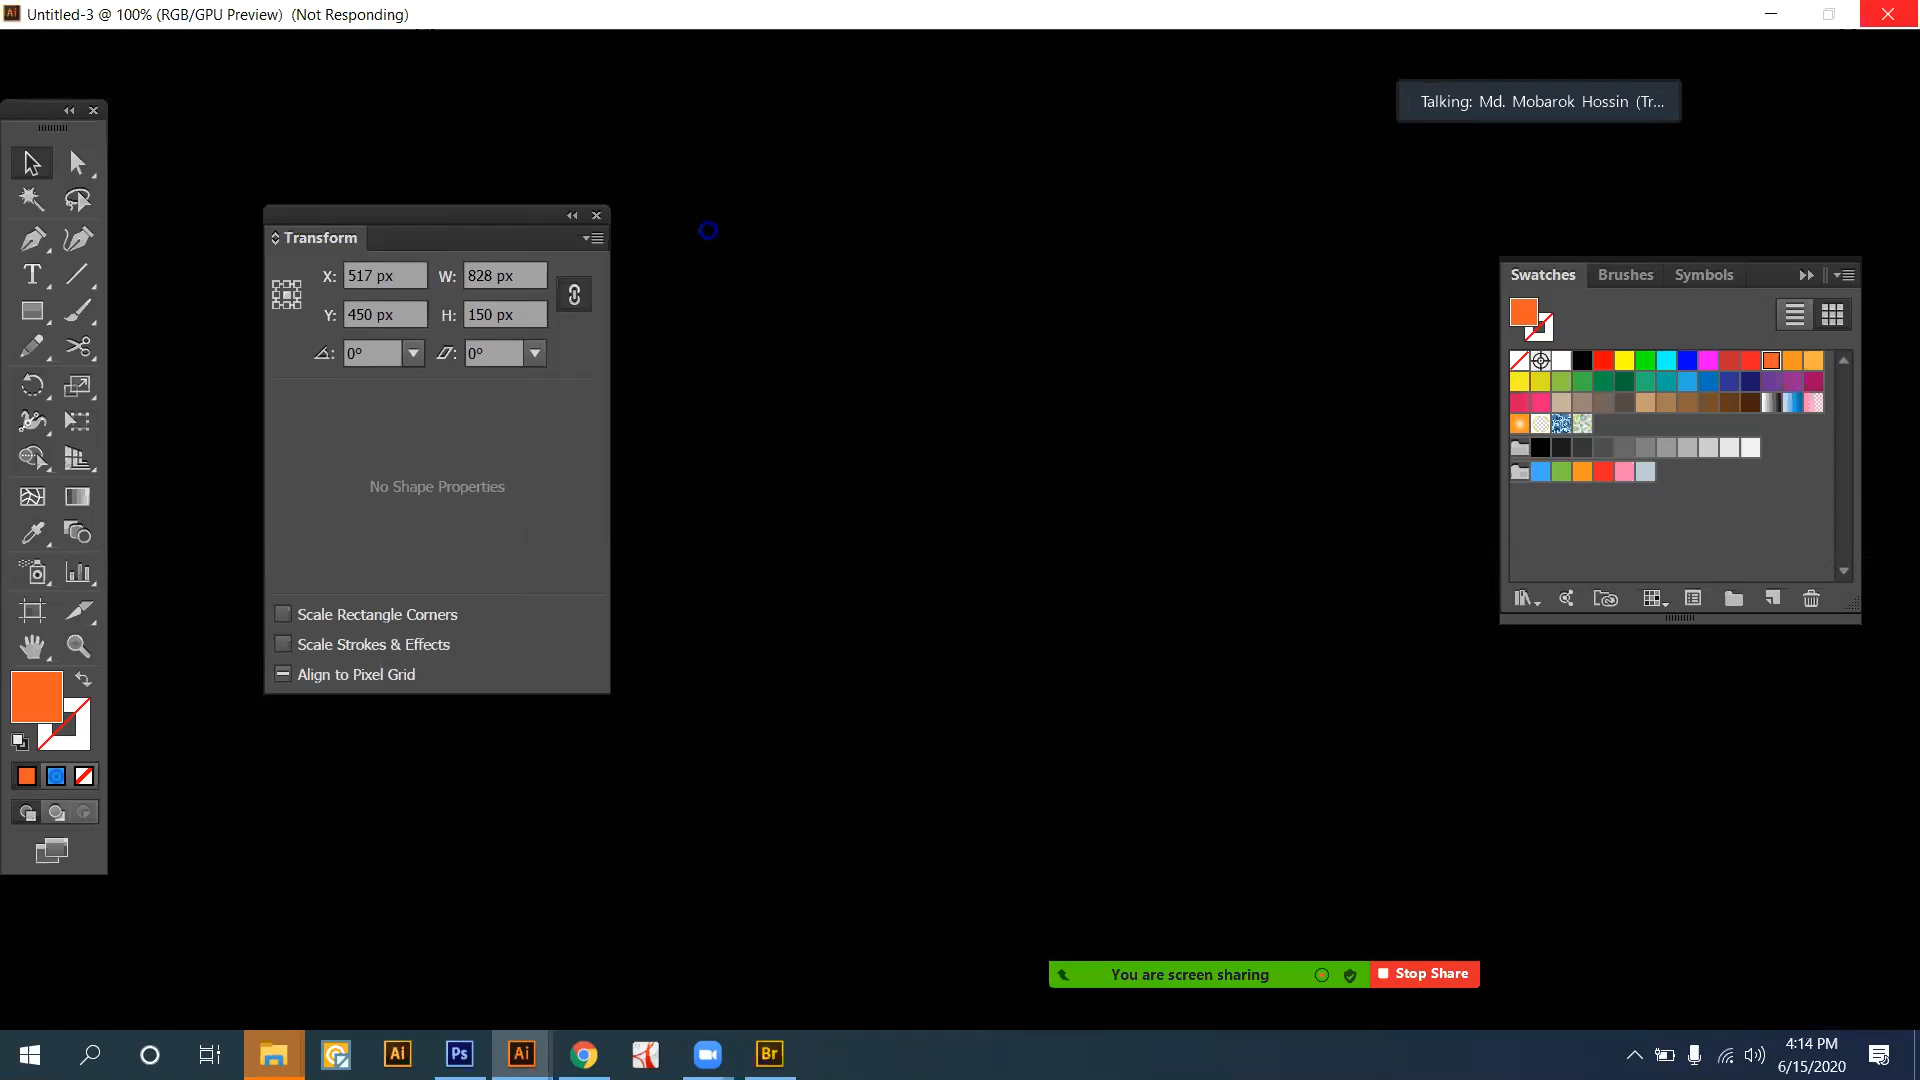 Ai Untitled-3 @ 100% (RGB/GPU Preview) (Not Responding)
Talking: Md. Mobarok Hossin (Tr...
Transform
X: 517 px W: 828 px
Y: 450 px H: 150 px
0° 0°
No Shape Properties
Scale Rectangle Corners
Scale Strokes & Effects
Align to Pixel Grid
Swatches Brushes Symbols
T
You are screen sharing Stop Share
Ai Ps Ai Br
4:14 PM
6/15/2020